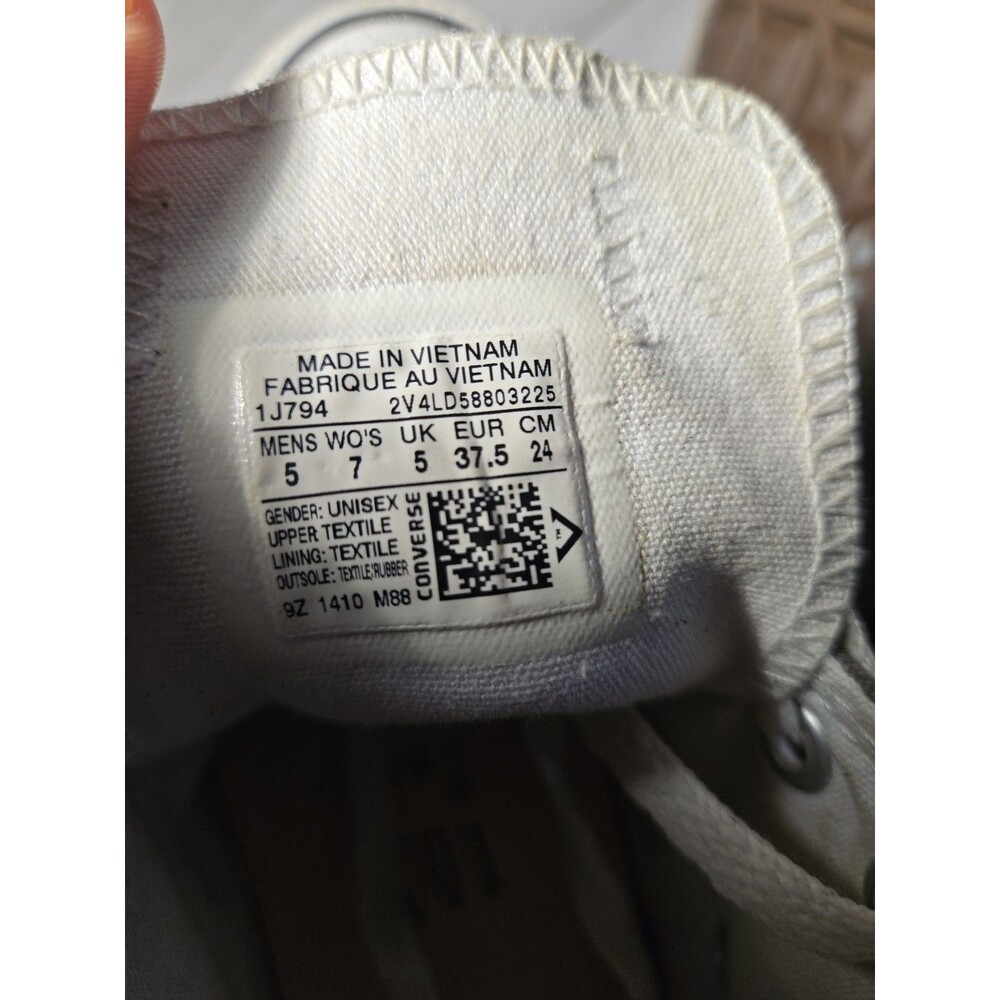 MADE IN VIETNAM
FABRIQUE AU VIETNAM
1J794 2V4LD58803225
MENS WO'S UK EUR CM
5 7 5 37.5 24
GENDER: UNISEX
UPPER TEXTILE
LINING: TEXTILE
OUTSOLE: TEXTILE/RUBBER
CONVERSE
9Z 1410 M88